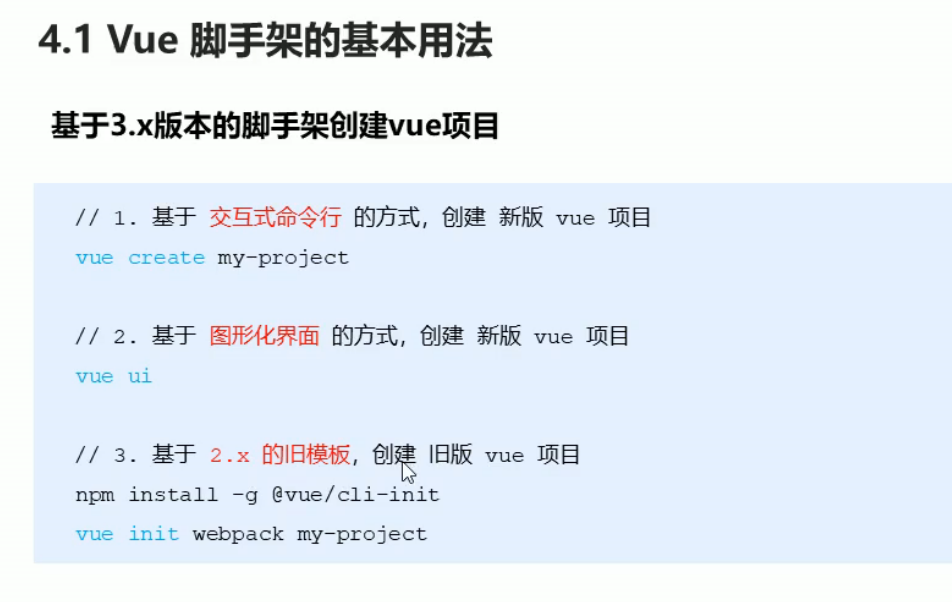 4.1 Vue 脚手架的基本用法
基于3.x版本的脚手架创建vue项目
// 1. 基于 交互式命令行 的方式，创建 新版 vue 项目
vue create my-project
// 2. 基于 图形化界面 的方式，创建 新版 vue 项目
vue ui
// 3. 基于 2.x 的旧模板，创建 旧版 vue 项目
npm install -g @vue/cli-init
vue init webpack my-project